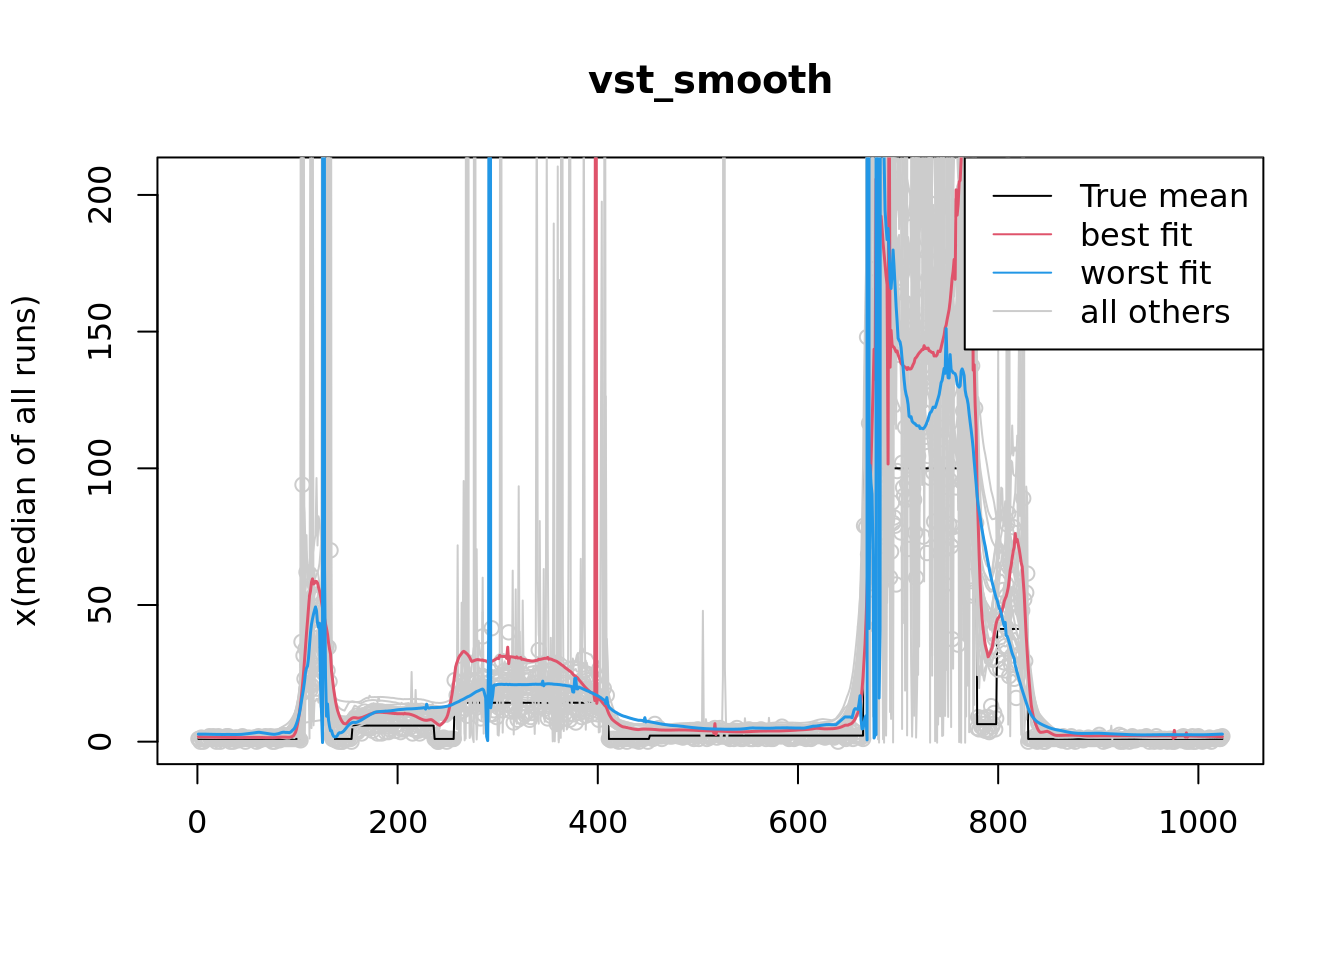 vst_smooth
x(median of all runs)
200
150
100
50
0
True mean
best fit
worst fit
all others
0 200 400 600 800 1000